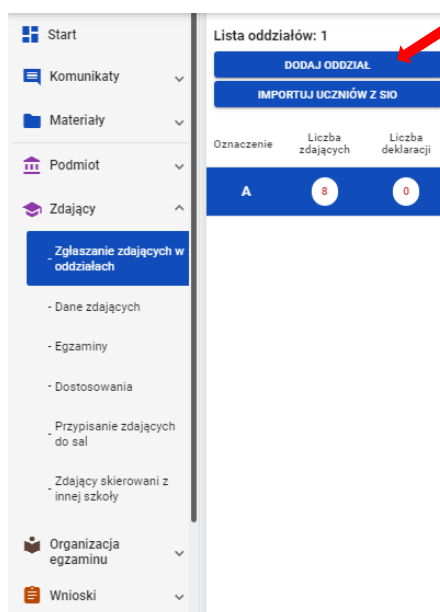 Start
Komunikaty
Materiały
Podmiot
Zdający
- Zgłaszanie zdających w
oddziałach
- Dane zdających
- Egzaminy
- Dostosowania
- Przypisanie zdających
do sal
- Zdający skierowani z
innej szkoły
Organizacja
egzaminu
Wnioski
Lista oddziałów: 1
DODAJ ODDZIAŁ
IMPORTUJ UCZNIÓW Z SIO
Oznaczenie
Liczba
zdających
Liczba
deklaracji
A
8
0